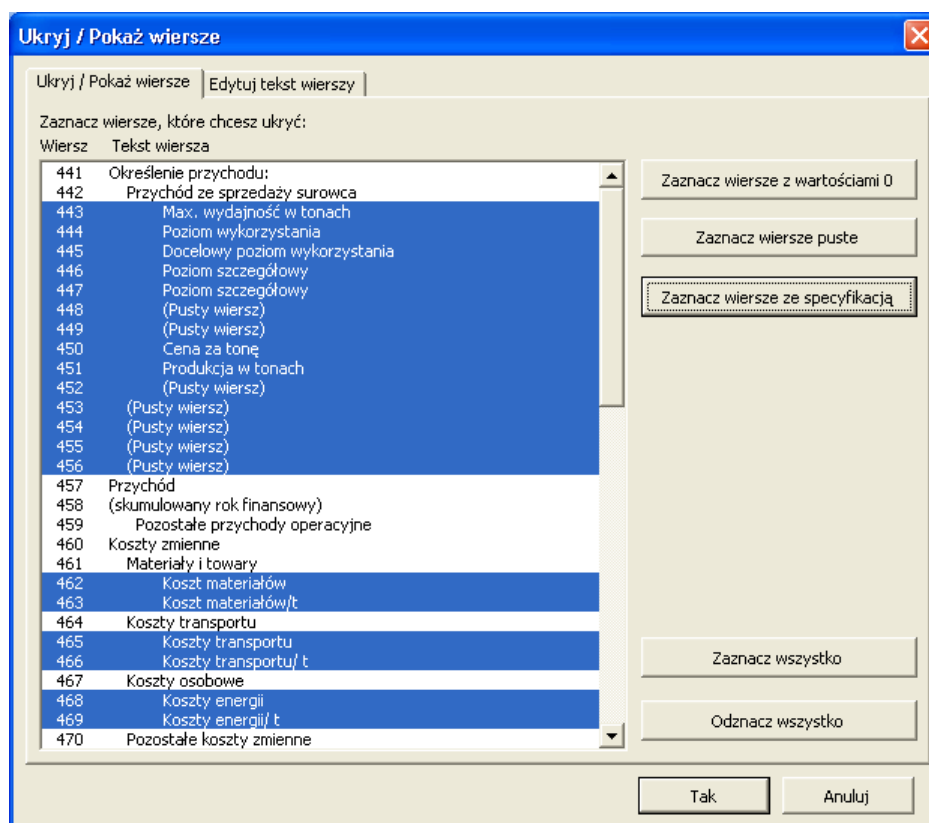 Ukryj / Pokaż wiersze
Ukryj / Pokaż wiersze Edytuj tekst wierszy
Zaznacz wiersze, które chcesz ukryć:
Wiersz Tekst wiersza
441 Określenie przychodu:
442 Przychód ze sprzedaży surowca
443 Max. wydajność w tonach
444 Poziom wykorzystania
445 Docelowy poziom wykorzystania
446 Poziom szczegółowy
447 Poziom szczegółowy
448 (Pusty wiersz)
449 (Pusty wiersz)
450 Cena za tonę
451 Produkcja w tonach
452 (Pusty wiersz)
453 (Pusty wiersz)
454 (Pusty wiersz)
455 (Pusty wiersz)
456 (Pusty wiersz)
457 Przychód
458 (skumulowany rok finansowy)
459 Pozostałe przychody operacyjne
460 Koszty zmienne
461 Materiały i towary
462 Koszt materiałów
463 Koszt materiałów/t
464 Koszty transportu
465 Koszty transportu
466 Koszty transportu/ t
467 Koszty osobowe
468 Koszty energii
469 Koszty energii/ t
470 Pozostałe koszty zmienne
Zaznacz wiersze z wartościami 0
Zaznacz wiersze puste
Zaznacz wiersze ze specyfikacją
Zaznacz wszystko
Odznacz wszystko
Tak Anuluj